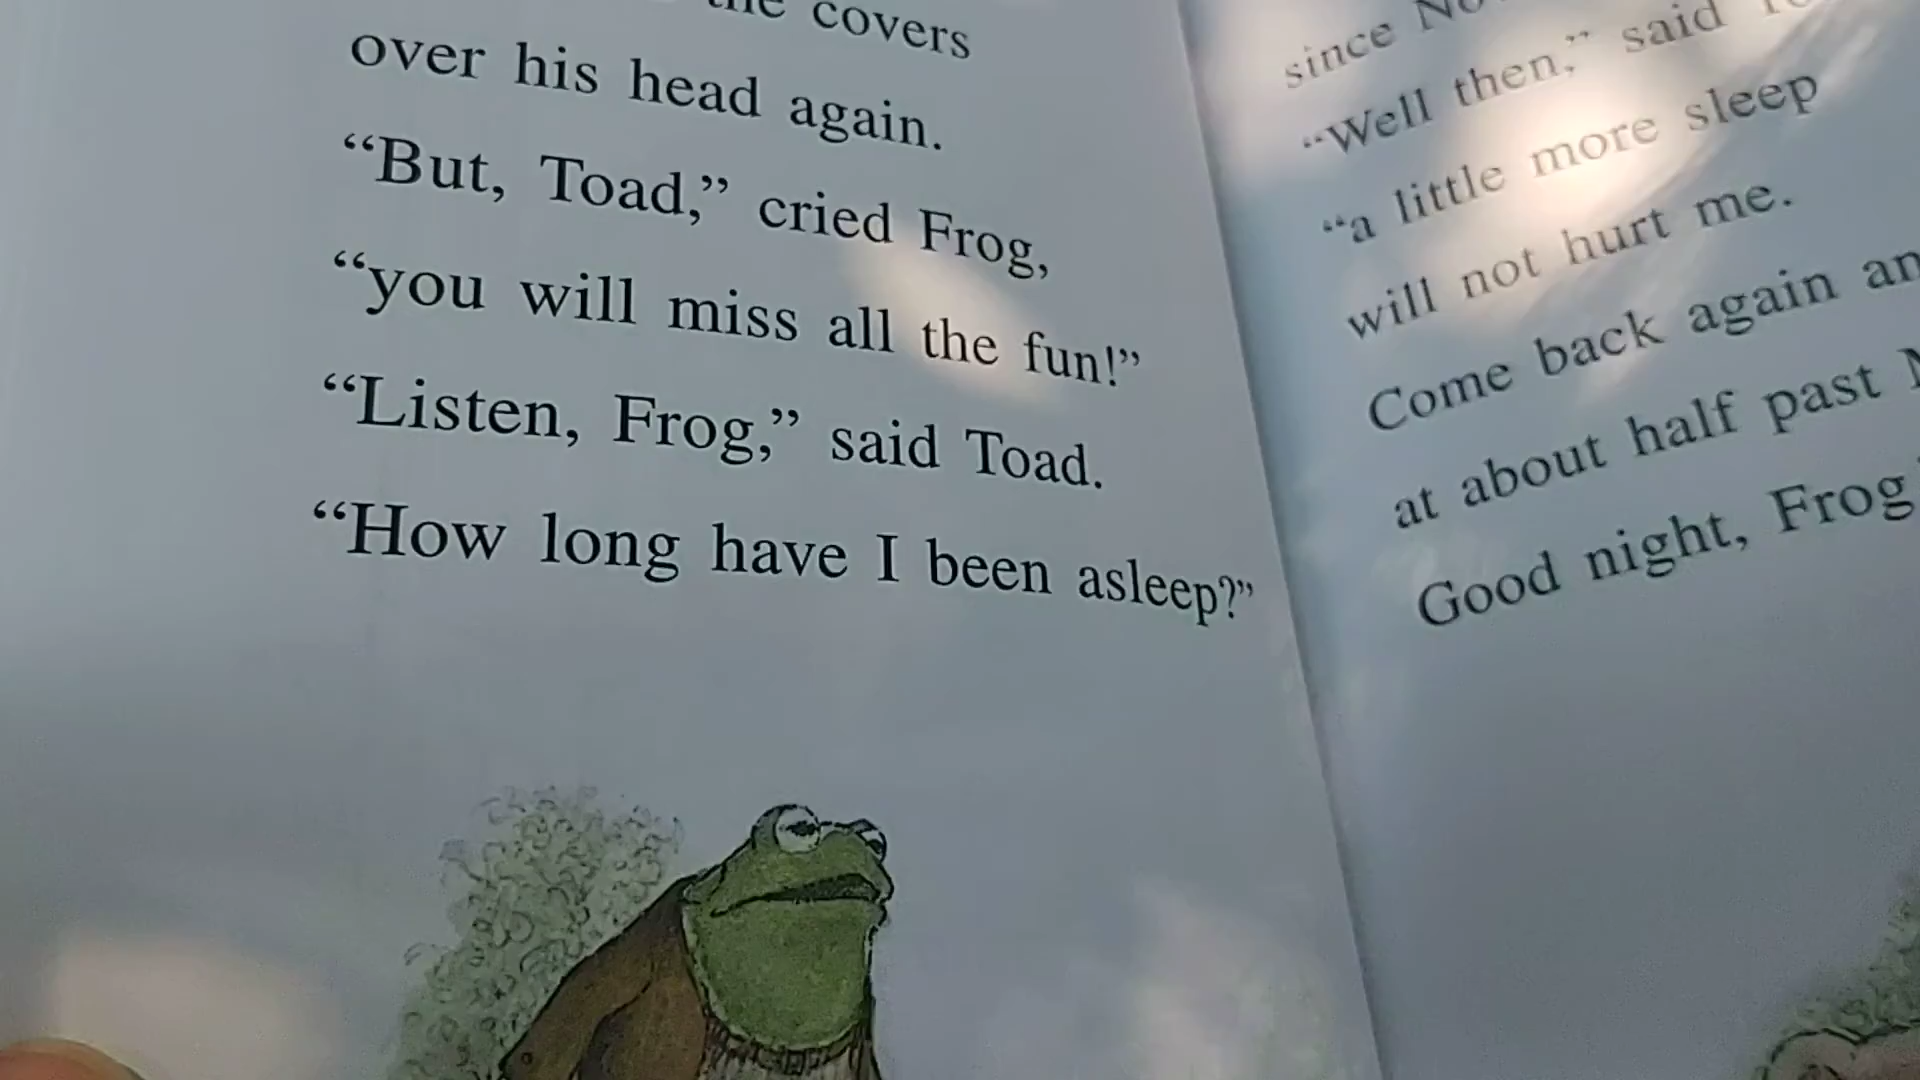 the covers
over his head again.
“But, Toad,” cried Frog,
“you will miss all the fun!”
“Listen, Frog,” said Toad.
“How long have I been asleep?”
since
“Well then,” said
“a little more sleep
will not hurt me.
Come back again
at about half past
Good night, Frog